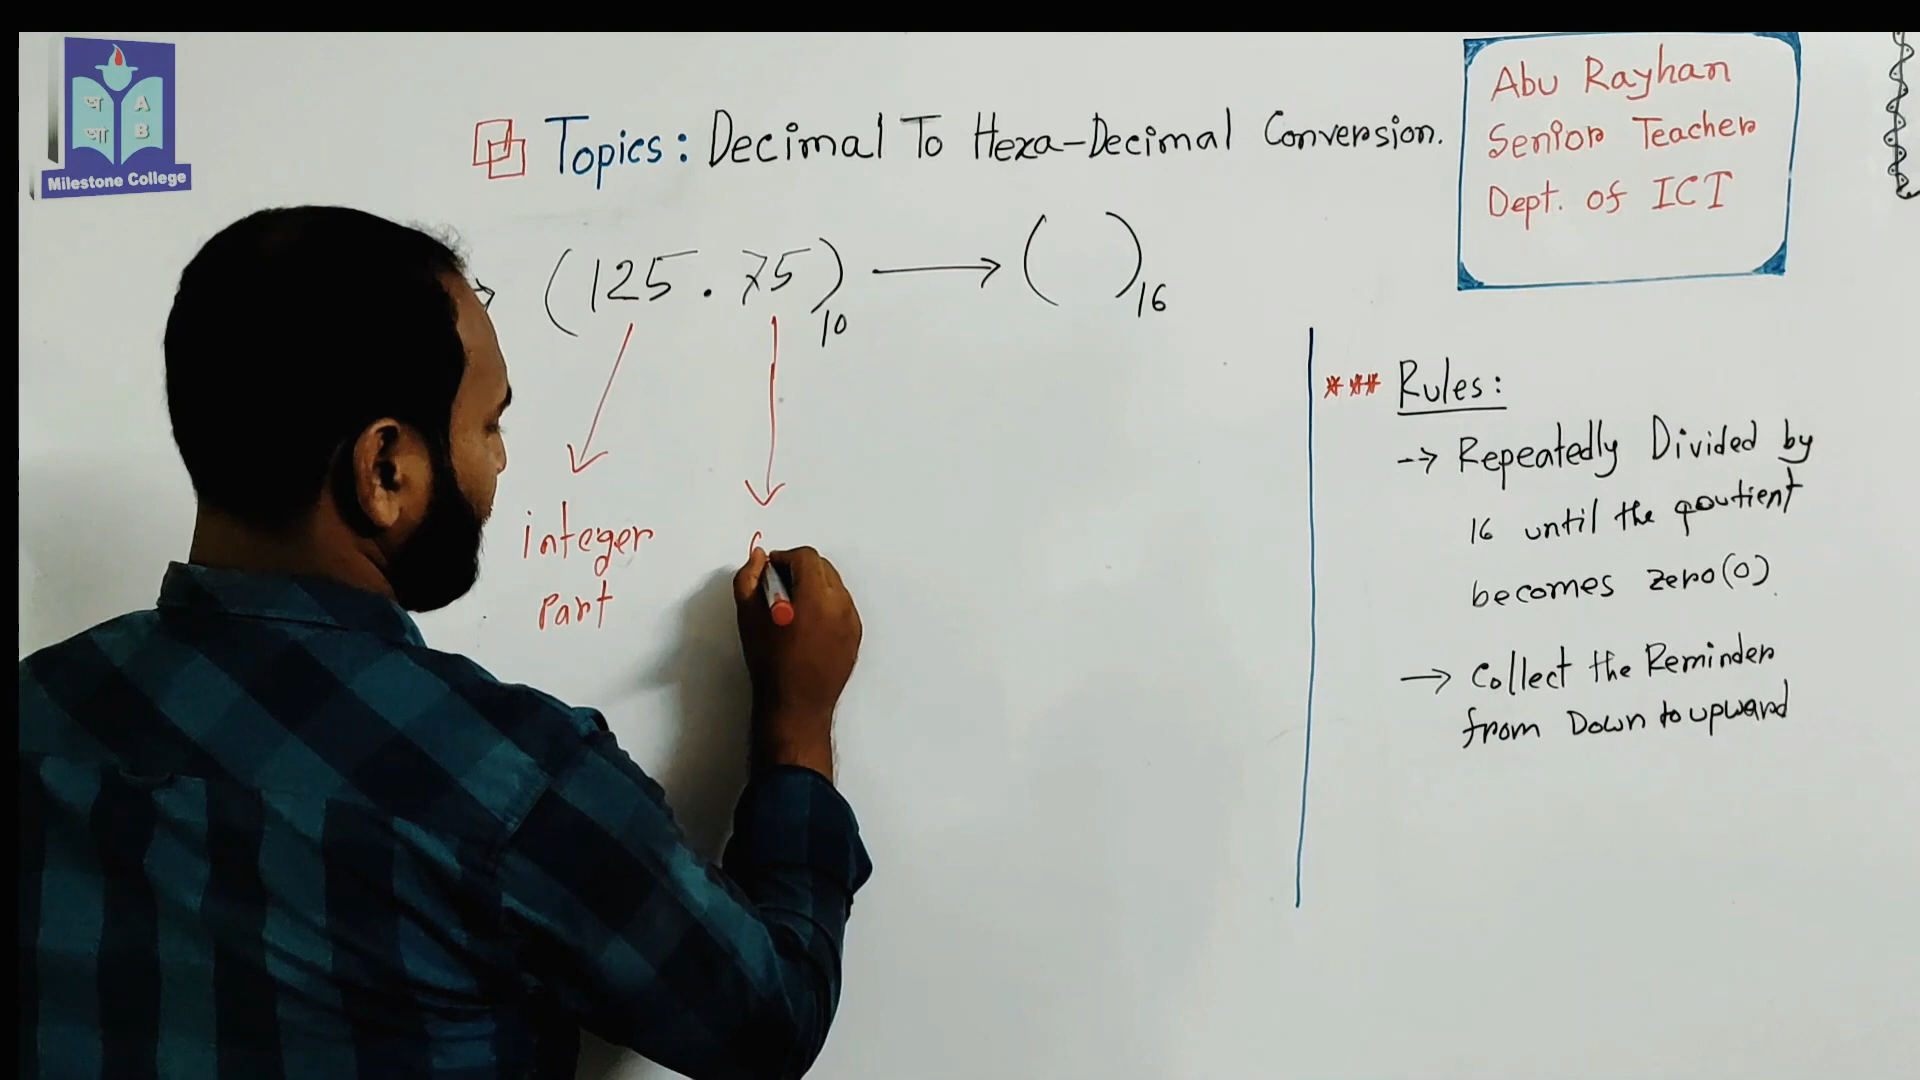 অ A
আ B
Milestone College
Topics: Decimal To Hexa-Decimal Conversion.
Abu Rayhan
Senior Teacher
Dept. of ICT
(125.75)10 → ( )16
integer
part
*** Rules:
→ Repeatedly Divided by
16 until the qoutient
becomes zero(0).
→ Collect the Reminder
from Down to upward